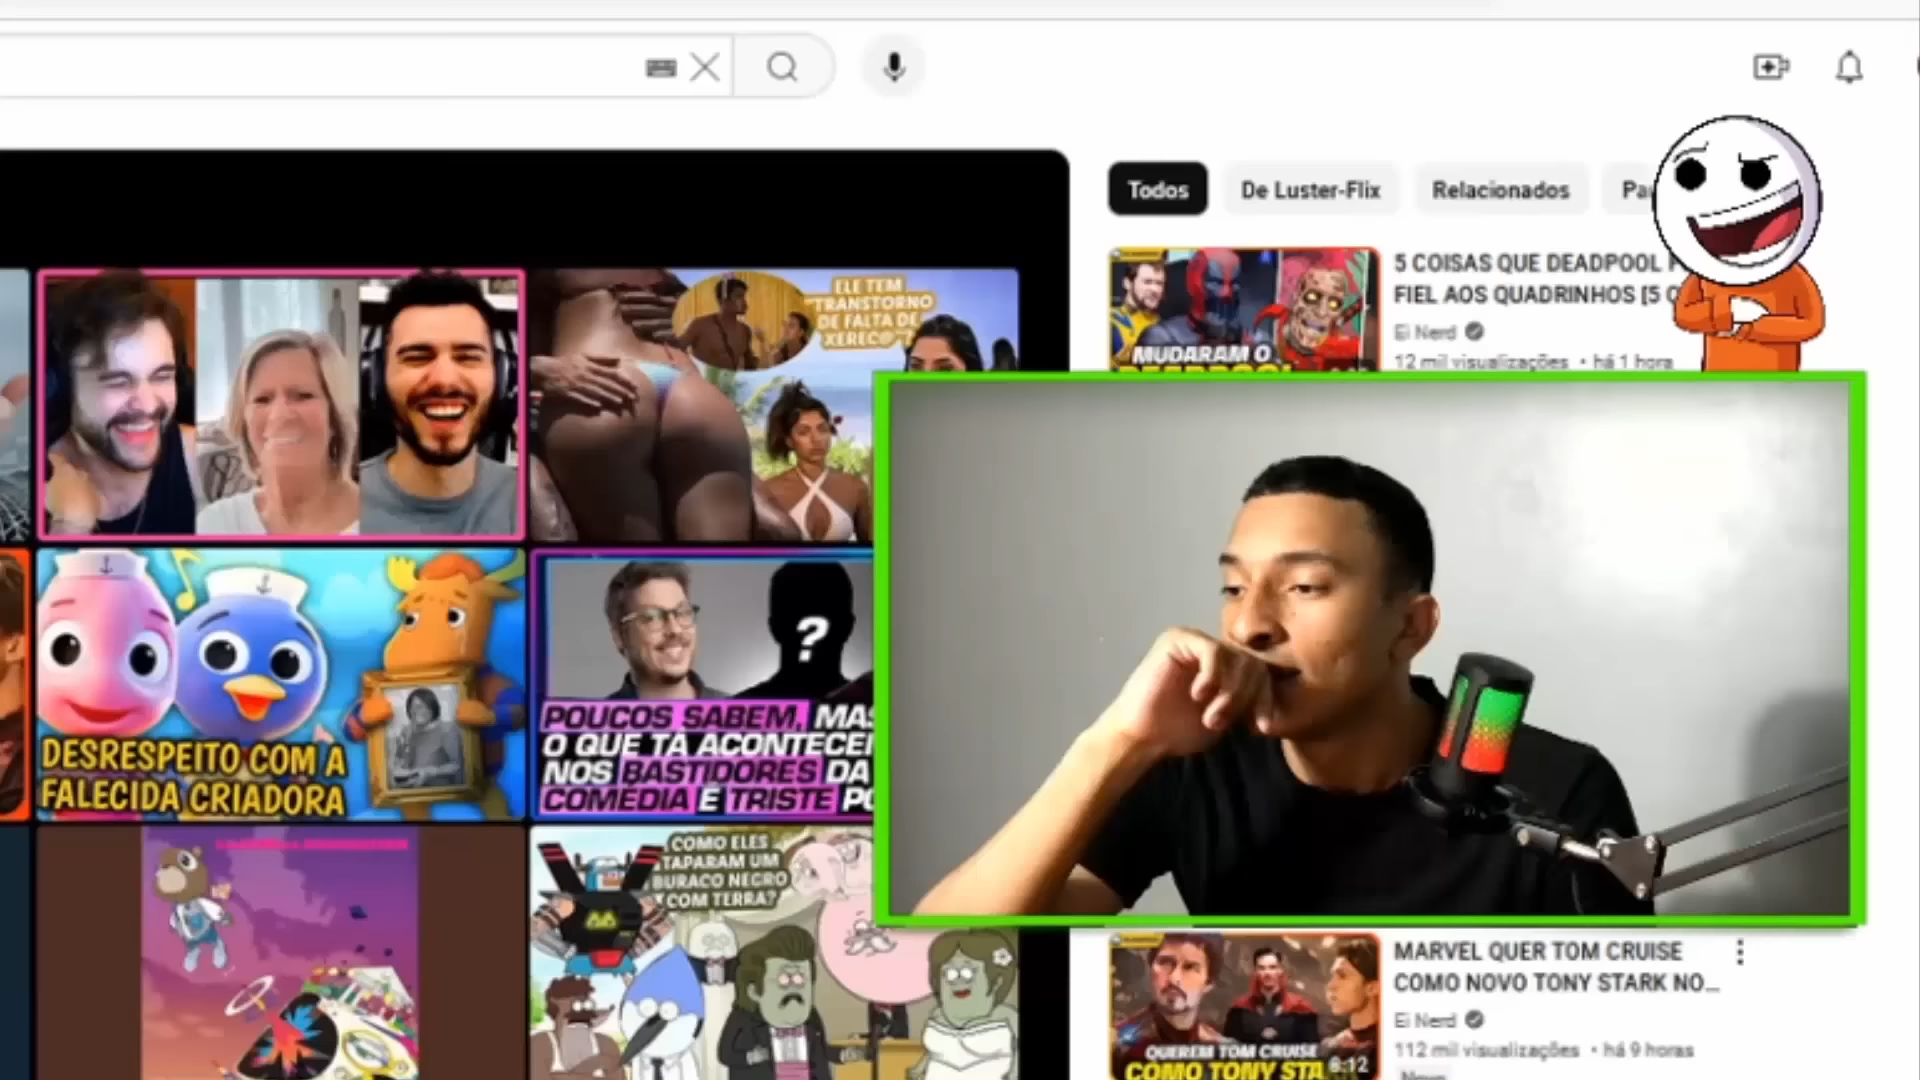 Todos
De Luster-Flix
Relacionados
5 COISAS QUE DEADPOOL
FIEL AOS QUADRINHOS [5
Ei Nerd
12 mil visualizações • há 1 hora
MUDARAM O
DEADPOOL
ELE TEM
"TRANSTORNO
DE FALTA DE
XEREC@"?
?
DESRESPEITO COM A
FALECIDA CRIADORA
POUCOS SABEM, MAS
O QUE TÁ ACONTECE
NOS BASTIDORES DA
COMÉDIA É TRISTE
COMO ELES
TAPARAM UM
BURACO NEGRO
COM TERRA?
MARVEL QUER TOM CRUISE
COMO NOVO TONY STARK NO...
Ei Nerd
112 mil visualizações • há 9 horas
Novo
QUEREM TOM CRUISE
COMO TONY STA
8:12